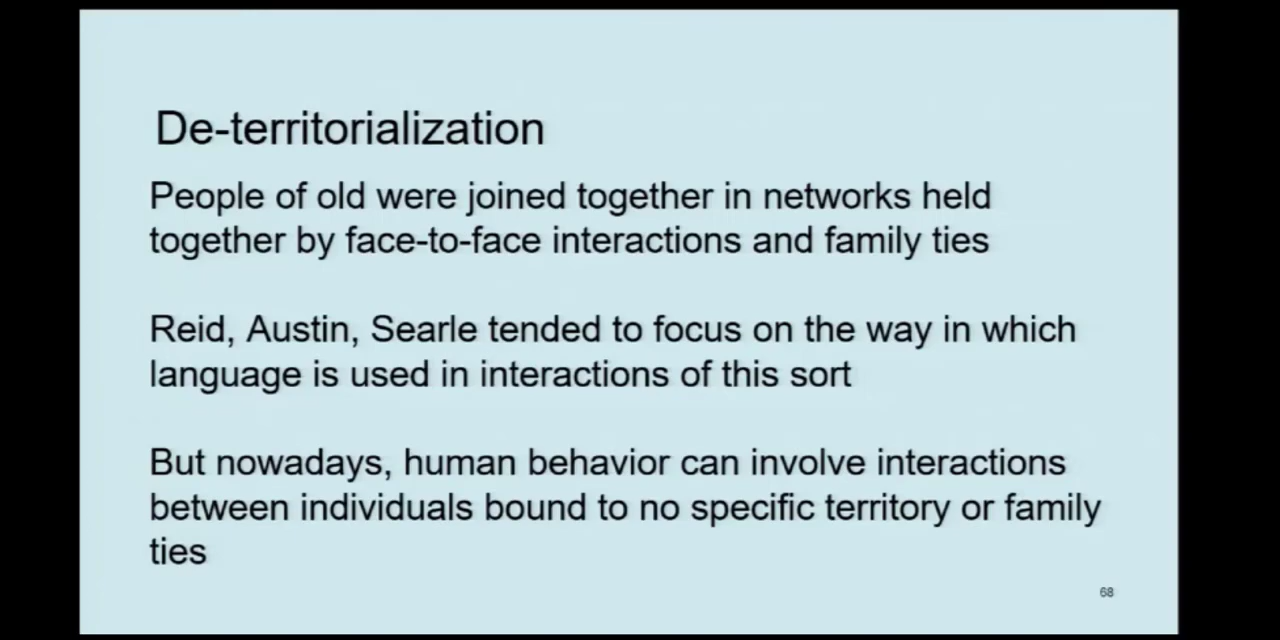 De-territorialization
People of old were joined together in networks held
together by face-to-face interactions and family ties
Reid, Austin, Searle tended to focus on the way in which
language is used in interactions of this sort
But nowadays, human behavior can involve interactions
between individuals bound to no specific territory or family
ties
68